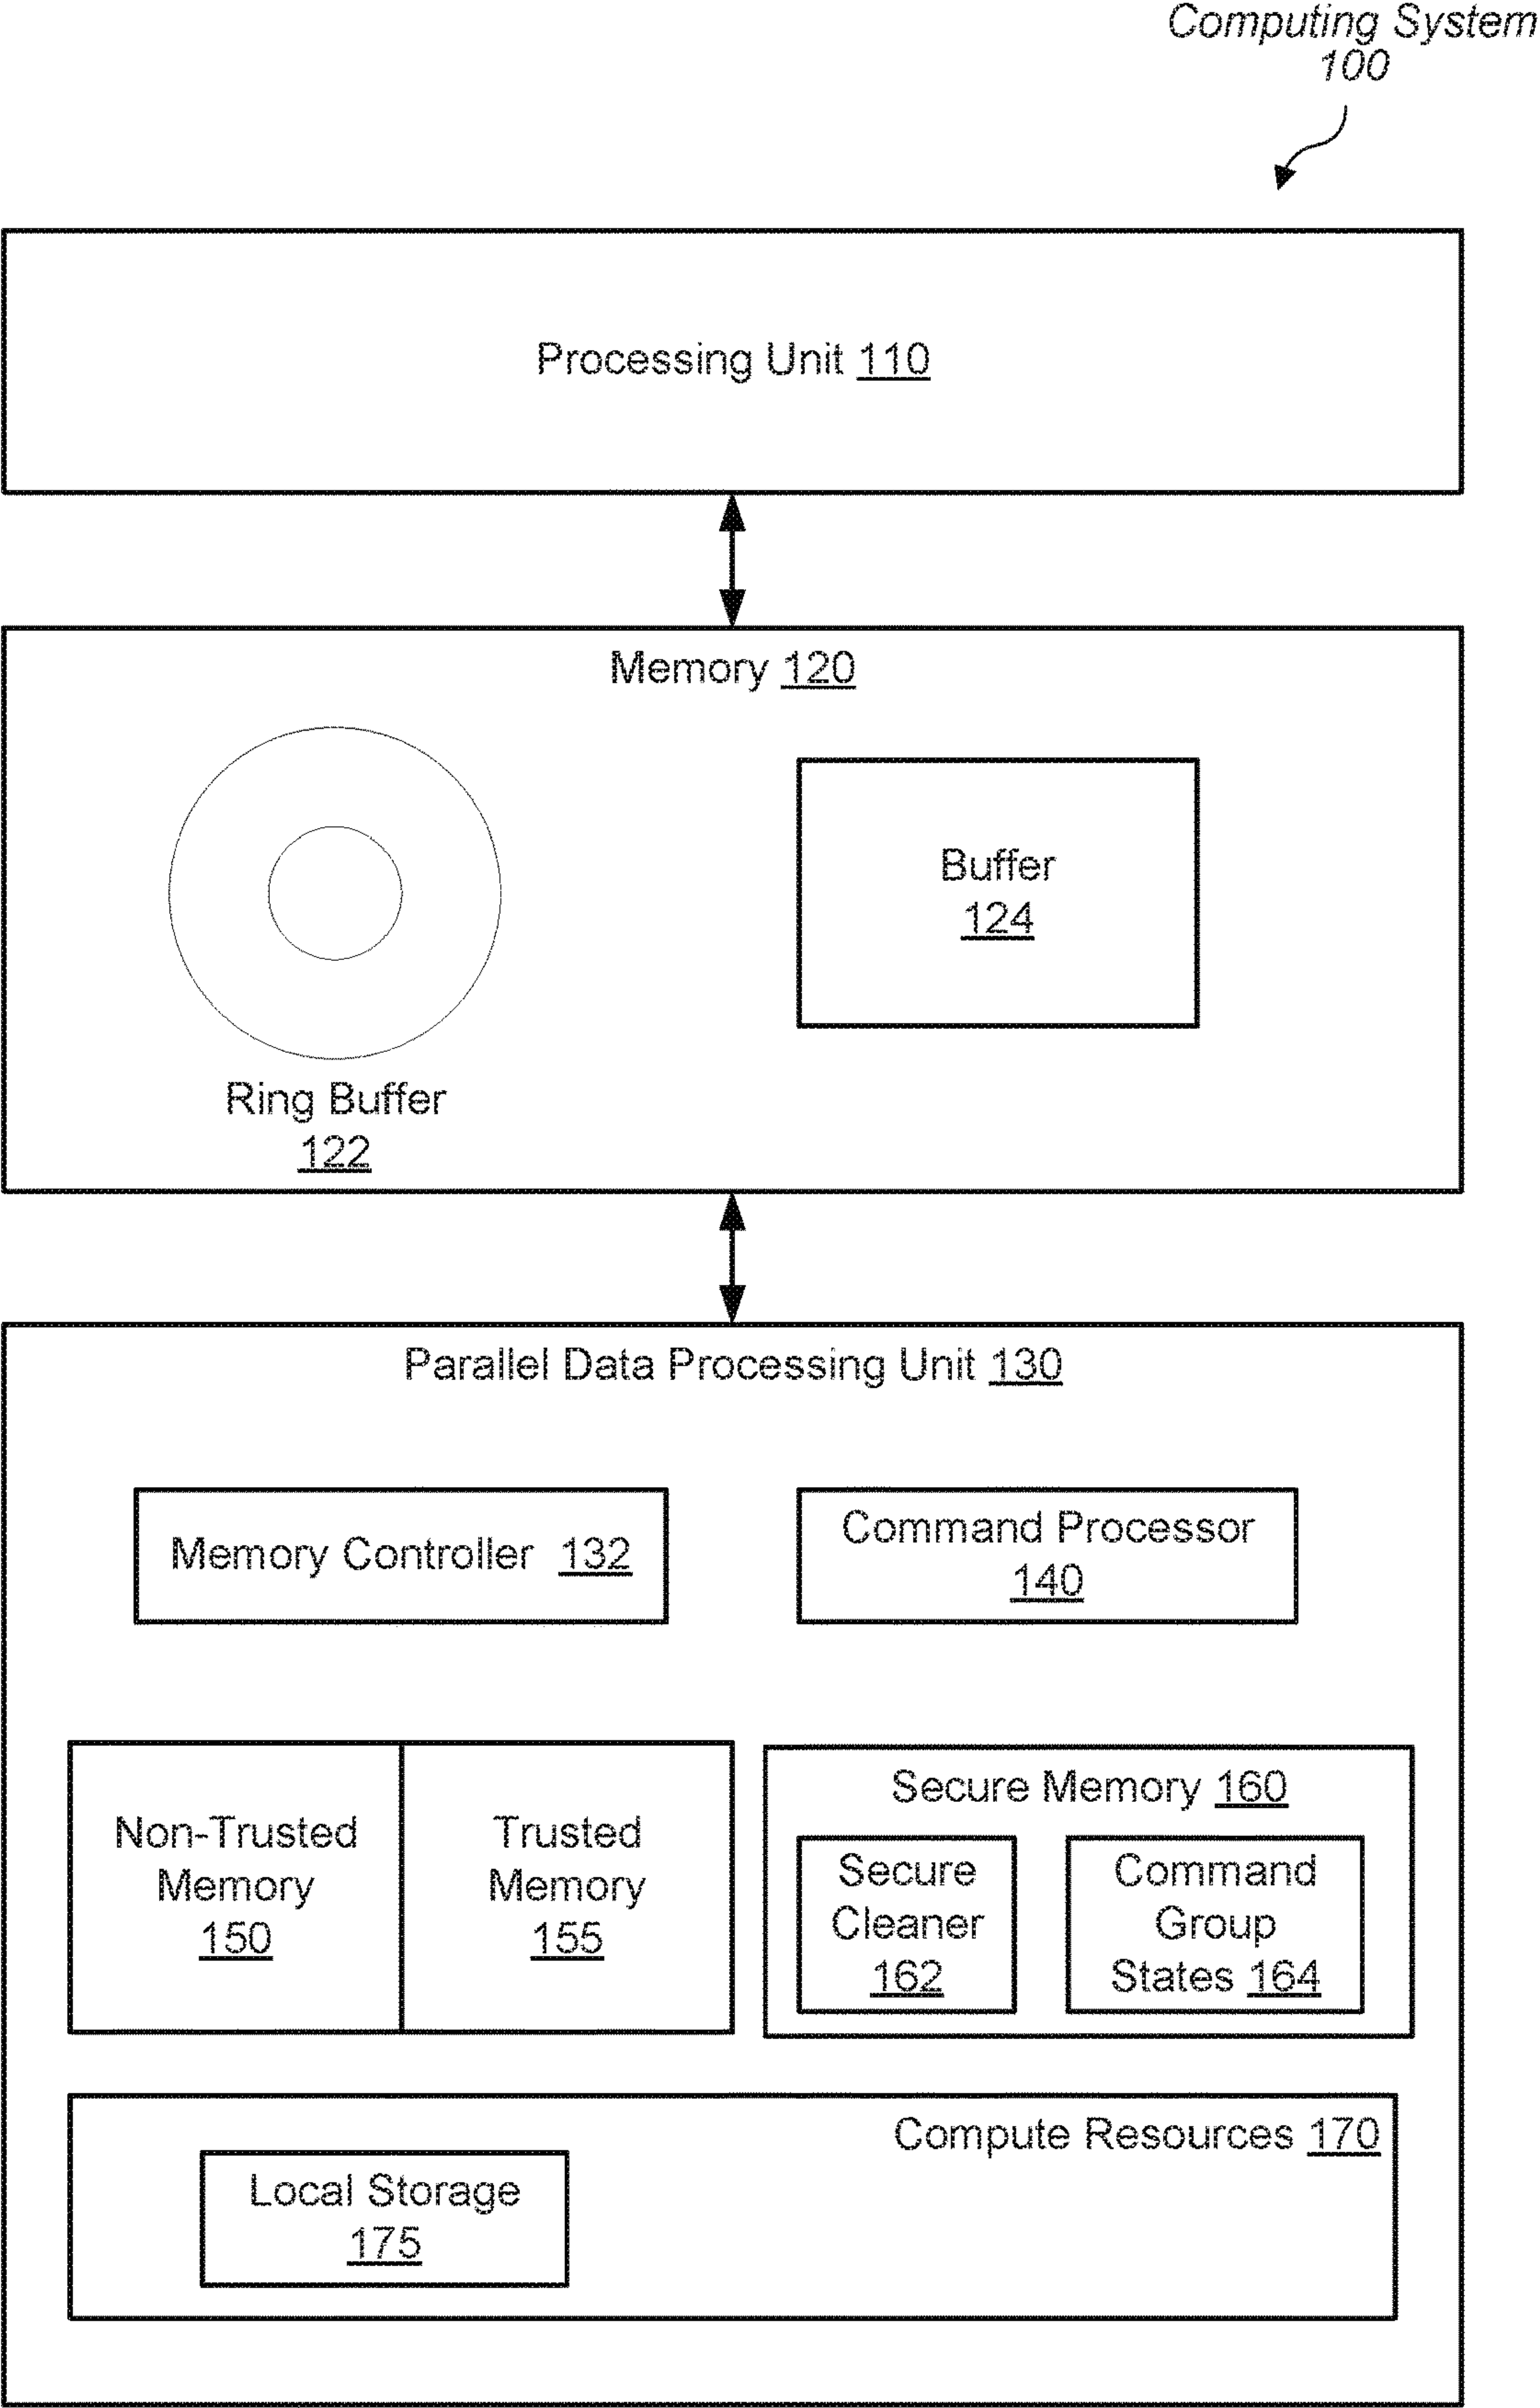 Computing System
100
Processing Unit 110
Memory 120
Buffer
124
Ring Buffer
122
Parallel Data Processing Unit 130
Memory Controller 132
Command Processor
140
Non-Trusted
Memory
150
Trusted
Memory
155
Secure Memory 160
Secure
Cleaner
162
Command
Group
States 164
Compute Resources 170
Local Storage
175